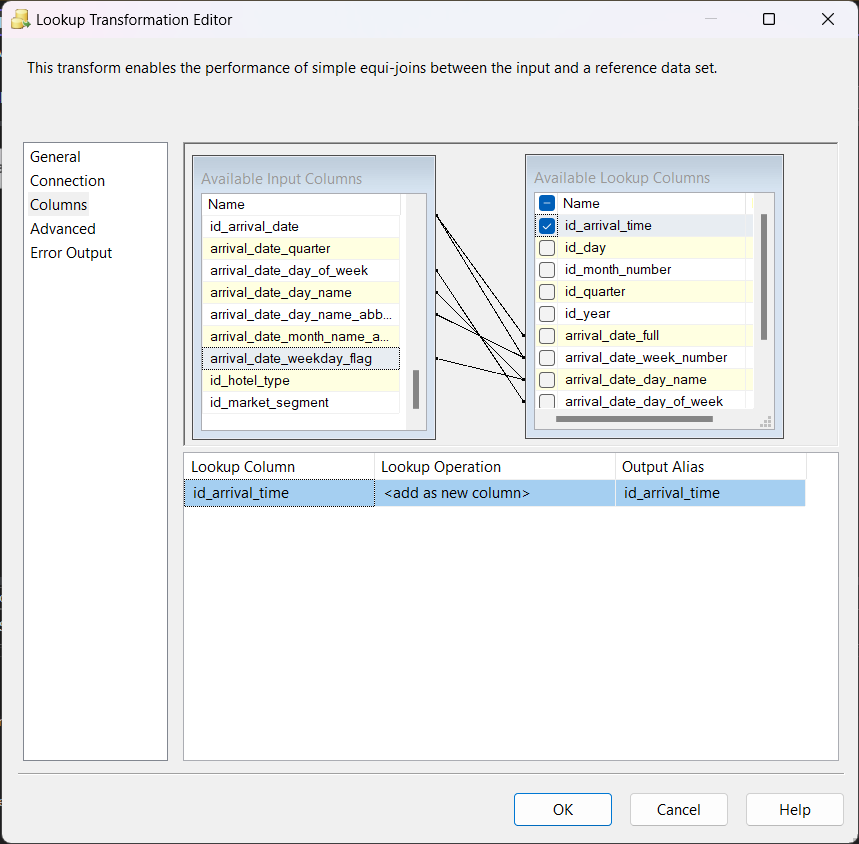 Lookup Transformation Editor
This transform enables the performance of simple equi-joins between the input and a reference data set.
General
Connection
Columns
Advanced
Error Output
Available Input Columns
Name
id_arrival_date
arrival_date_quarter
arrival_date_day_of_week
arrival_date_day_name
arrival_date_day_name_abb...
arrival_date_month_name_a...
arrival_date_weekday_flag
id_hotel_type
id_market_segment
Available Lookup Columns
Name
id_arrival_time
id_day
id_month_number
id_quarter
id_year
arrival_date_full
arrival_date_week_number
arrival_date_day_name
arrival_date_day_of_week
Lookup Column Lookup Operation Output Alias
id_arrival_time <add as new column> id_arrival_time
OK Cancel Help